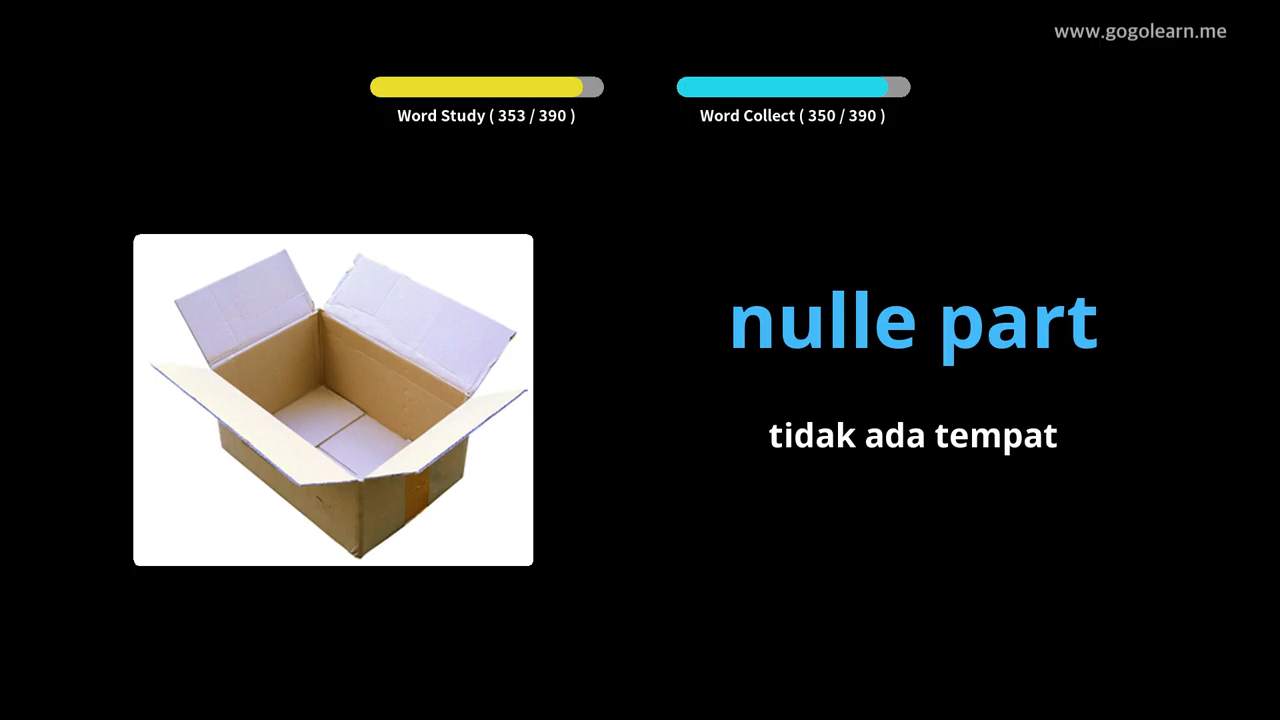 www.gogolearn.me
Word Study ( 353 / 390 )
Word Collect ( 350 / 390 )
nulle part
tidak ada tempat